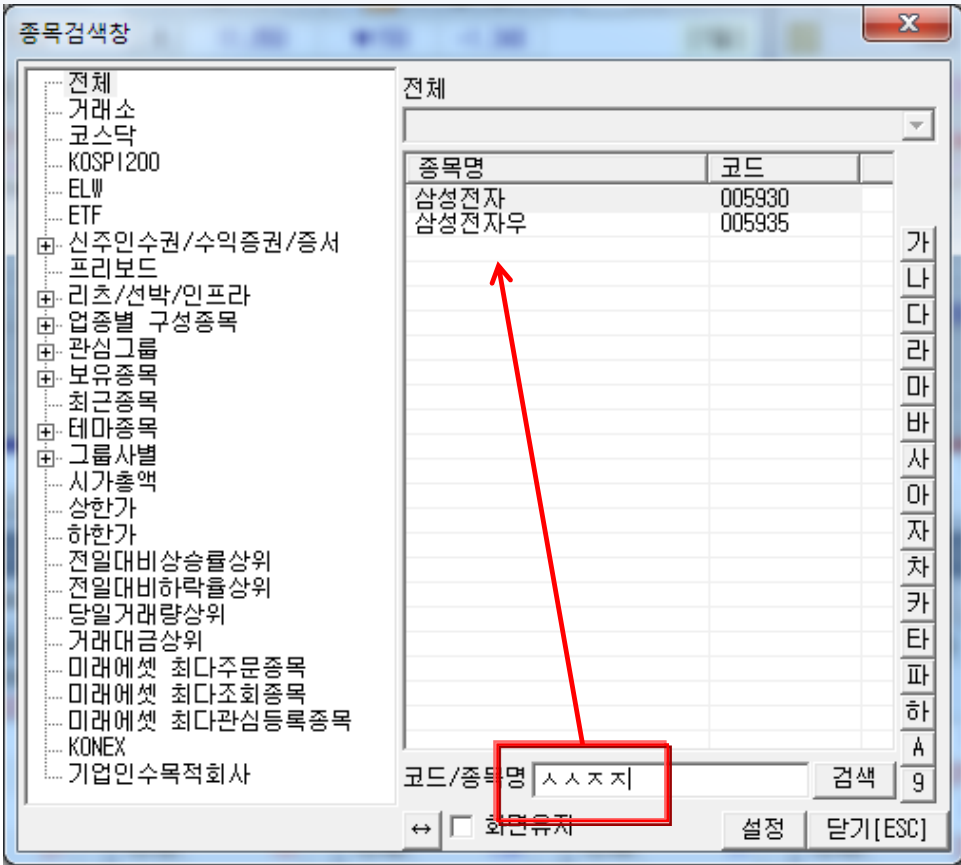 종목검색창
전체
거래소
코스닥
KOSPI200
ELW
ETF
신주인수권/수익증권/증서
프리보드
리츠/선박/인프라
업종별 구성종목
관심그룹
보유종목
최근종목
테마종목
그룹사별
시가총액
상한가
하한가
전일대비상승률상위
전일대비하락율상위
당일거래량상위
거래대금상위
미래에셋 최다주문종목
미래에셋 최다조회종목
미래에셋 최다관심등록종목
KONEX
기업인수목적회사
전체
종목명 코드
삼성전자 005930
삼성전자우 005935
가
나
다
라
마
바
사
아
자
차
카
타
파
하
A
9
코드/종목명 ㅅㅅㅈㅈ 검색
화면유지 설정 닫기[ESC]